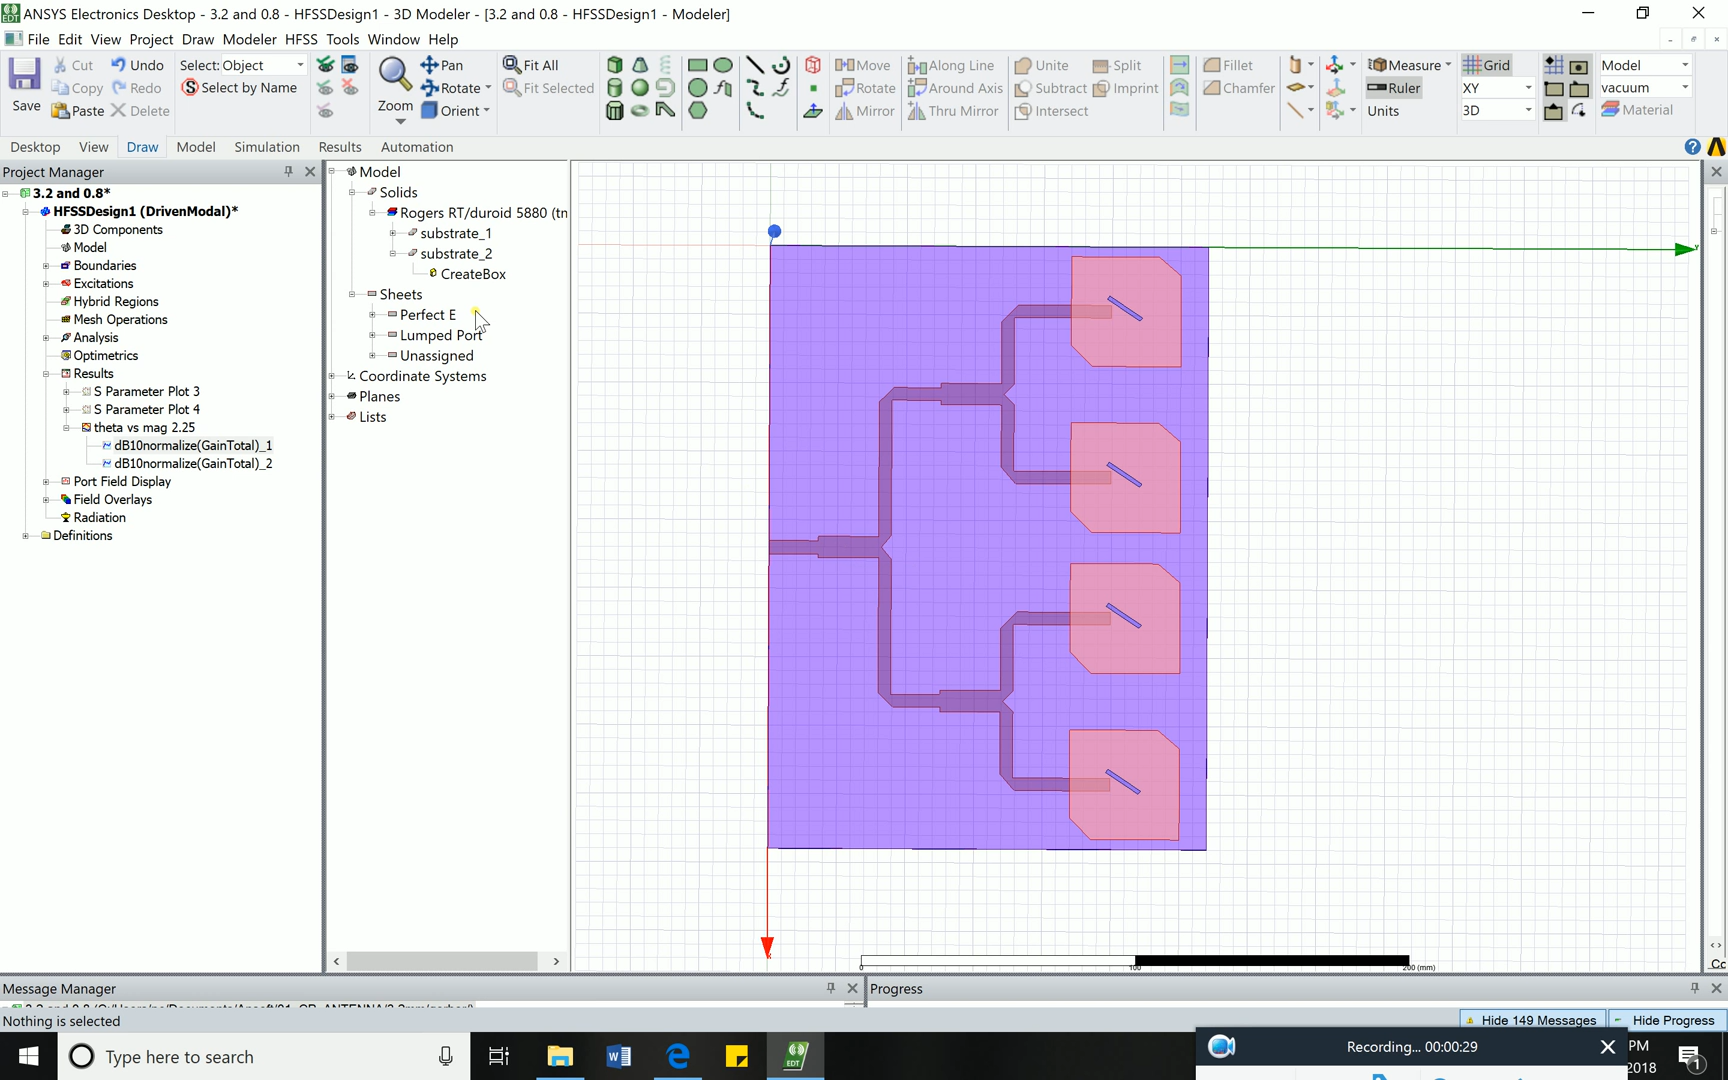 ANSYS Electronics Desktop - 3.2 and 0.8 - HFSSDesign1 - 3D Modeler - [3.2 and 0.8 - HFSSDesign1 - Modeler]
File Edit View Project Draw Modeler HFSS Tools Window Help
Cut Undo Select: Object Pan Fit All Move Along Line Unite Split Fillet Measure Grid Model
Copy Redo Select by Name Rotate Fit Selected Rotate Around Axis Subtract Imprint Chamfer Ruler XY vacuum
Save Paste Delete Zoom Orient Mirror Thru Mirror Intersect Units 3D Material
Desktop View Draw Model Simulation Results Automation
Project Manager
3.2 and 0.8*
HFSSDesign1 (DrivenModal)*
3D Components
Model
Boundaries
Excitations
Hybrid Regions
Mesh Operations
Analysis
Optimetrics
Results
S Parameter Plot 3
S Parameter Plot 4
theta vs mag 2.25
dB10normalize(GainTotal)_1
dB10normalize(GainTotal)_2
Port Field Display
Field Overlays
Radiation
Definitions
Model
Solids
Rogers RT/duroid 5880 (tn
substrate_1
substrate_2
CreateBox
Sheets
Perfect E
Lumped Port
Unassigned
Coordinate Systems
Planes
Lists
0 100 200 (mm)
Cc
Message Manager
Progress
Nothing is selected
Hide 149 Messages Hide Progress
Type here to search
EDT
Recording... 00:00:29
PM
2018
1